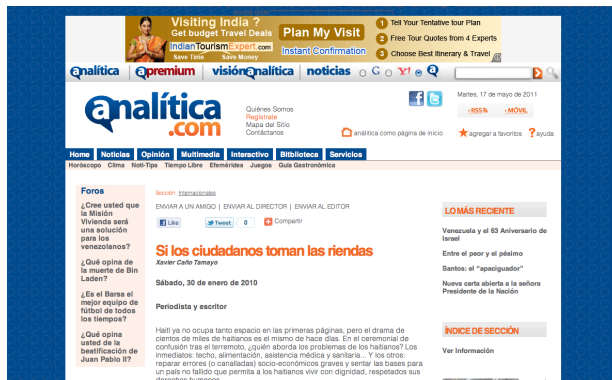 Visiting India ?
Get budget Travel Deals
IndianTourismExpert.com
Save Time Save Money
Plan My Visit
Instant Confirmation
1 Tell Your Tentative tour Plan
2 Free Tour Quotes from 4 Experts
3 Choose Best Itinerary & Travel
analítica apremium visiónanalítica noticias
analítica
.com
Quiénes Somos
Regístrate
Mapa del Sitio
Contáctanos
Martes, 17 de mayo de 2011
RSS MÓVIL
analítica como página de inicio agregar a favoritos ayuda
Home Noticias Opinión Multimedia Interactivo Bitblioteca Servicios
Horóscopo Clima Noti-Tips Tiempo Libre Efemérides Juegos Guía Gastronómica
Foros
¿Cree usted que
la Misión
Vivienda será
una solución
para los
venezolanos?
¿Qué opina de
la muerte de Bin
Laden?
¿Es el Barsa el
mejor equipo de
fútbol de todos
los tiempos?
¿Qué opina
usted de la
beatificación de
Juan Pablo II?
Sección: Internacionales
ENVIAR A UN AMIGO | ENVIAR AL DIRECTOR | ENVIAR AL EDITOR
Like Tweet 0 Compartir
Si los ciudadanos toman las riendas
Xavier Caño Tamayo
Sábado, 30 de enero de 2010
Periodista y escritor
Haití ya no ocupa tanto espacio en las primeras páginas, pero el drama de
cientos de miles de haitianos es el mismo de hace días. En el ceremonial de
confusión tras el terremoto, ¿quién aborda los problemas de los haitianos? Los
inmediatos: techo, alimentación, asistencia médica y sanitaria... Y los otros:
reparar errores (o canalladas) socio-económicos graves y sentar las bases para
un país no fallido que permita a los haitianos vivir con dignidad, respetados sus
derechos humanos.
LO MÁS RECIENTE
Venezuela y el 63 Aniversario de
Israel
Entre el peor y el pésimo
Santos: el "apaciguador"
Nueva carta abierta a la señora
Presidente de la Nación
ÍNDICE DE SECCIÓN
Ver Información